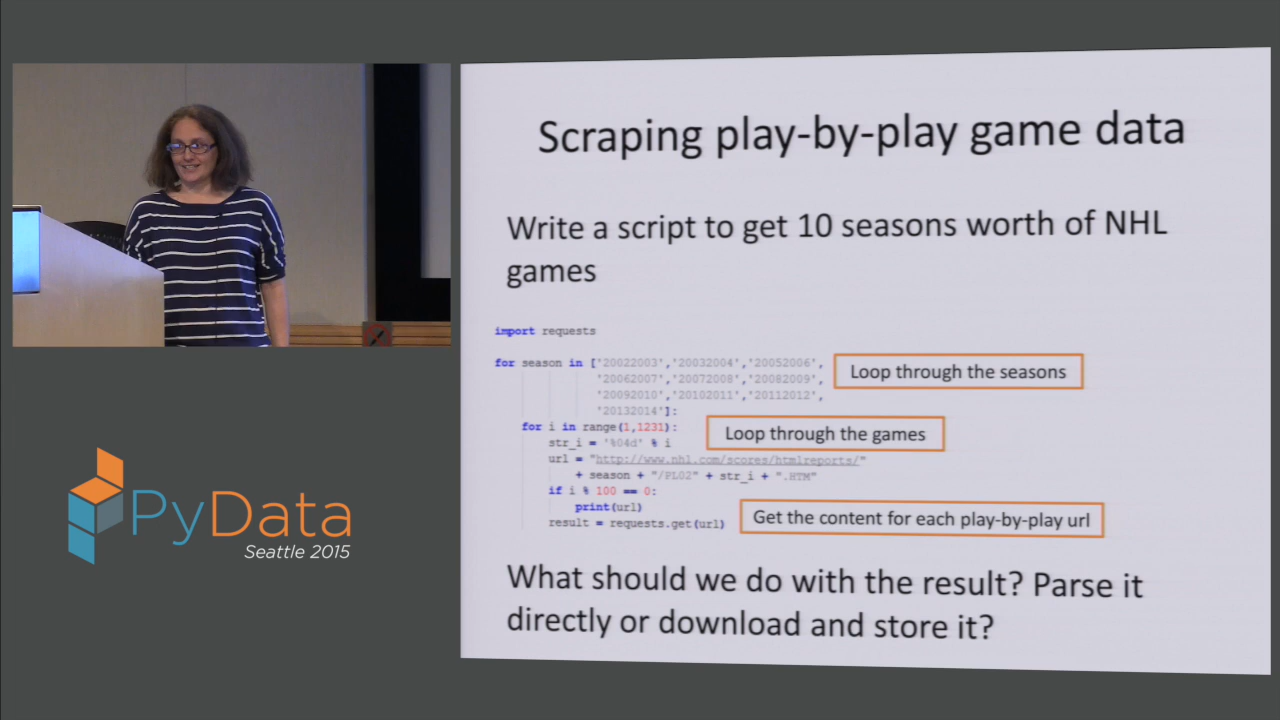 Scraping play-by-play game data
Write a script to get 10 seasons worth of NHL
games
import requests
for season in ['20022003','20032004','20052006',
'20062007','20072008','20082009',
'20092010','20102011','20112012',
'20132014']:
Loop through the seasons
for i in range(1,1231):
Loop through the games
str_i = '%04d' % i
url = "http://www.nhl.com/scores/htmlreports/"
+ season + "/PL02" + str_i + ".HTM"
if i % 100 == 0:
print(url)
result = requests.get(url)
Get the content for each play-by-play url
What should we do with the result? Parse it
directly or download and store it?
PyData
Seattle 2015